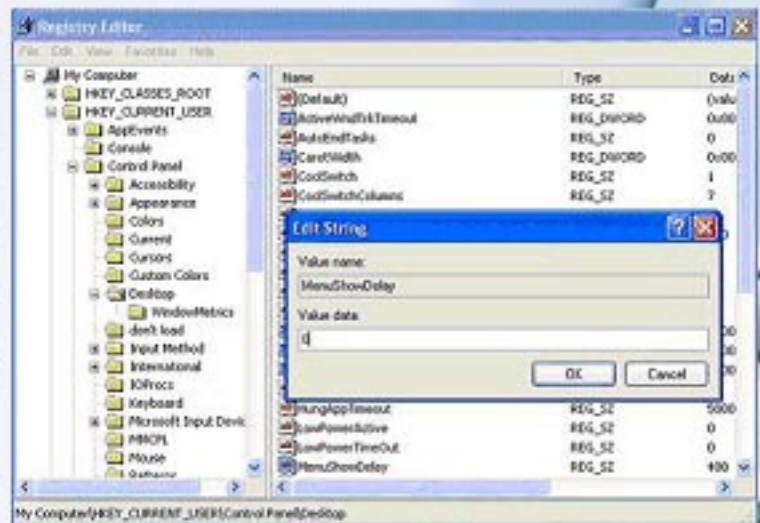 Registry Editor
File Edit View Favorites Help
My Computer
HKEY_CLASSES_ROOT
HKEY_CURRENT_USER
AppEvents
Console
Control Panel
Accessibility
Appearance
Colors
Current
Cursors
Custom Colors
Desktop
WindowMetrics
don't load
Input Method
International
IOProcs
Keyboard
Microsoft Input Devic
MMCPL
Mouse
Name Type Data
(Default) REG_SZ (valu
ActiveWndTrkTimeout REG_DWORD 0x00
AutoEndTasks REG_SZ 0
CaretWidth REG_DWORD 0x00
CoolSwitch REG_SZ 1
CoolSwitchColumns REG_SZ 7
Edit String
Value name:
MenuShowDelay
Value data:
OK Cancel
HungAppTimeout REG_SZ 5000
LowPowerActive REG_SZ 0
LowPowerTimeOut REG_SZ 0
MenuShowDelay REG_SZ 400
My Computer\HKEY_CURRENT_USER\Control Panel\Desktop